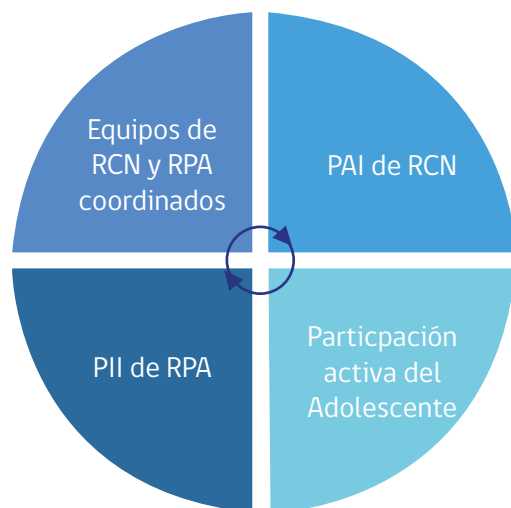 Equipos de
RCN y RPA
coordinados
PAI de RCN
PII de RPA
Particpación
activa del
Adolescente